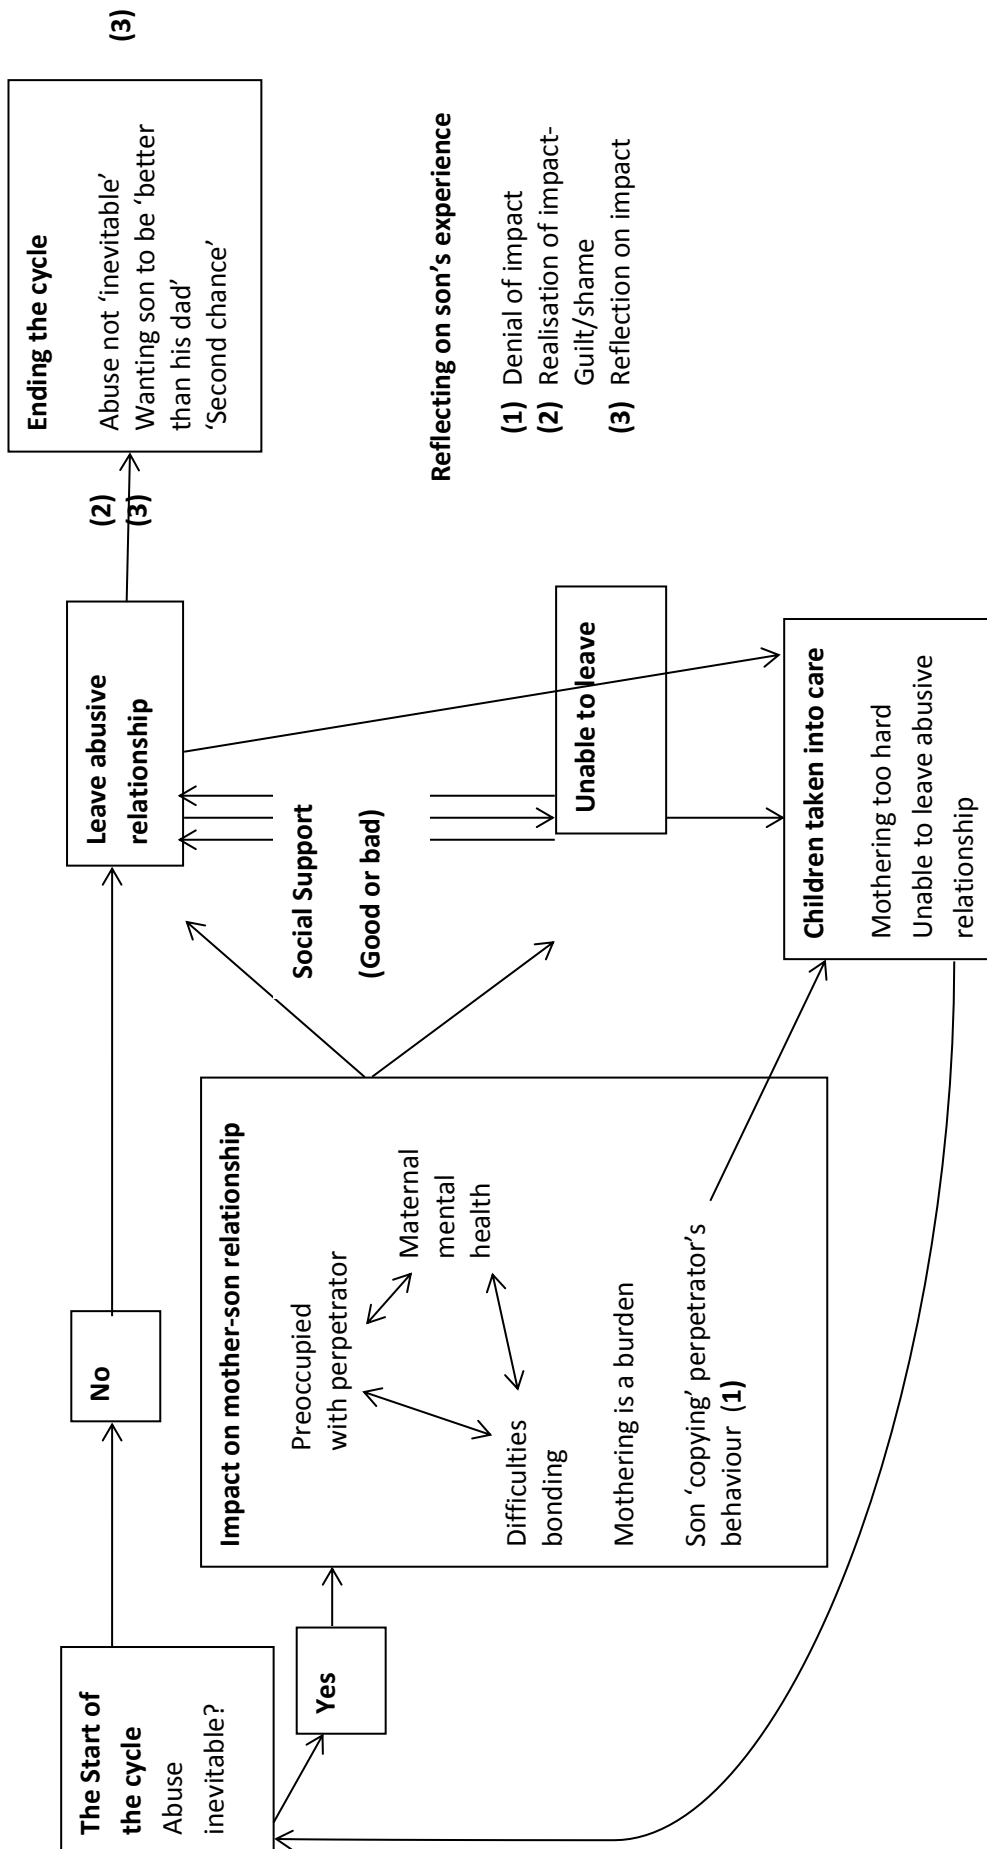 The Start of
the cycle
Abuse
inevitable?
No
Yes
Impact on mother-son relationship
Preoccupied
with perpetrator
Maternal
mental
health
Difficulties
bonding
Mothering is a burden
Son ‘copying’ perpetrator’s
behaviour (1)
Leave abusive
relationship
Social Support
(Good or bad)
Unable to leave
Children taken into care
Mothering too hard
Unable to leave abusive
relationship
(2)
(3)
Ending the cycle
Abuse not ‘inevitable’
Wanting son to be ‘better
than his dad’
‘Second chance’
(3)
Reflecting on son’s experience
(1) Denial of impact
(2) Realisation of impact-
Guilt/shame
(3) Reflection on impact